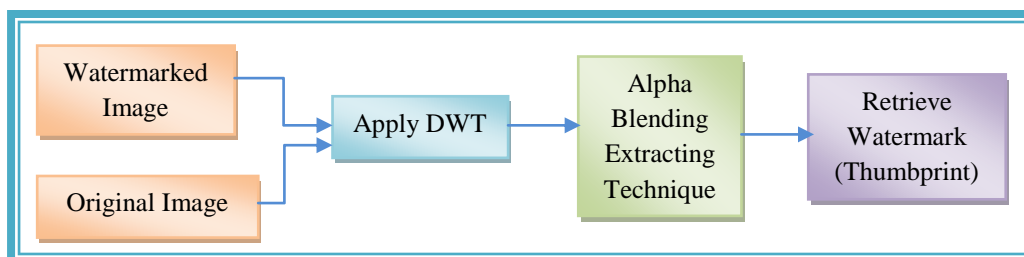 Watermarked
Image
Original Image
Apply DWT
Alpha
Blending
Extracting
Technique
Retrieve
Watermark
(Thumbprint)